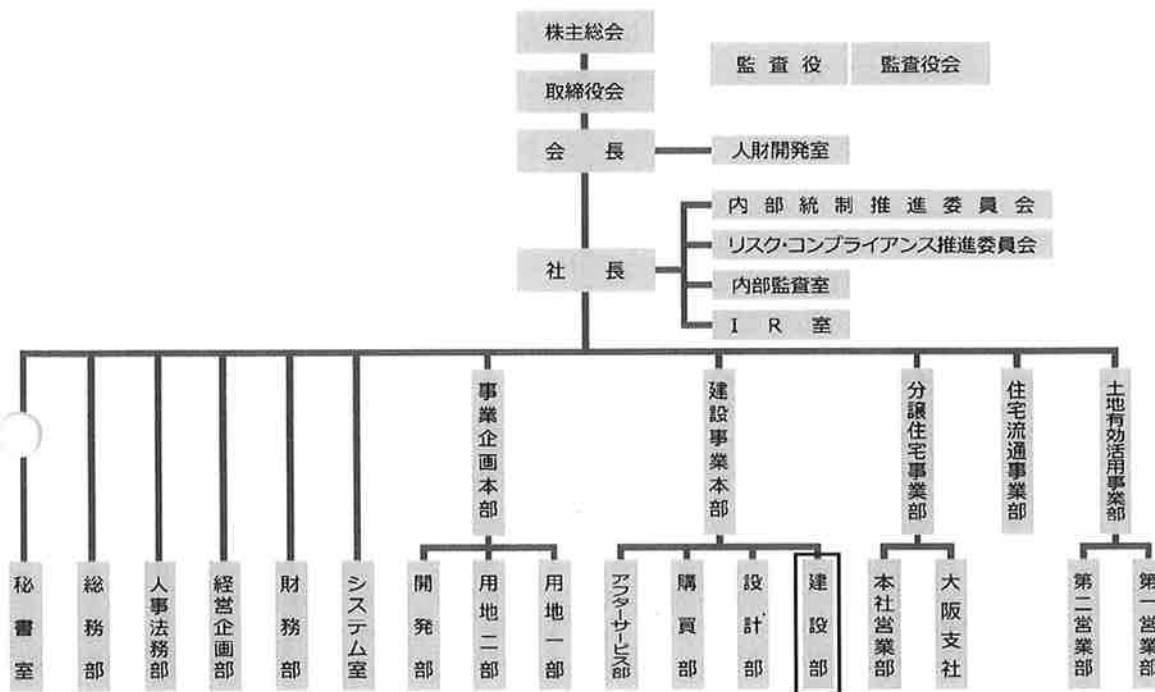 株主総会
監査役
監査役会
取締役会
会長
人財開発室
内部統制推進委員会
リスク・コンプライアンス推進委員会
社長
内部監査室
IR室
事業企画本部
建設事業本部
分譲住宅事業部
住宅流通事業部
土地有効活用事業部
秘書室
総務部
人事法務部
経営企画部
財務部
システム室
開発部
用地二部
用地一部
アフターサービス部
購買部
設計部
建設部
本社営業部
大阪支社
第二営業部
第一営業部